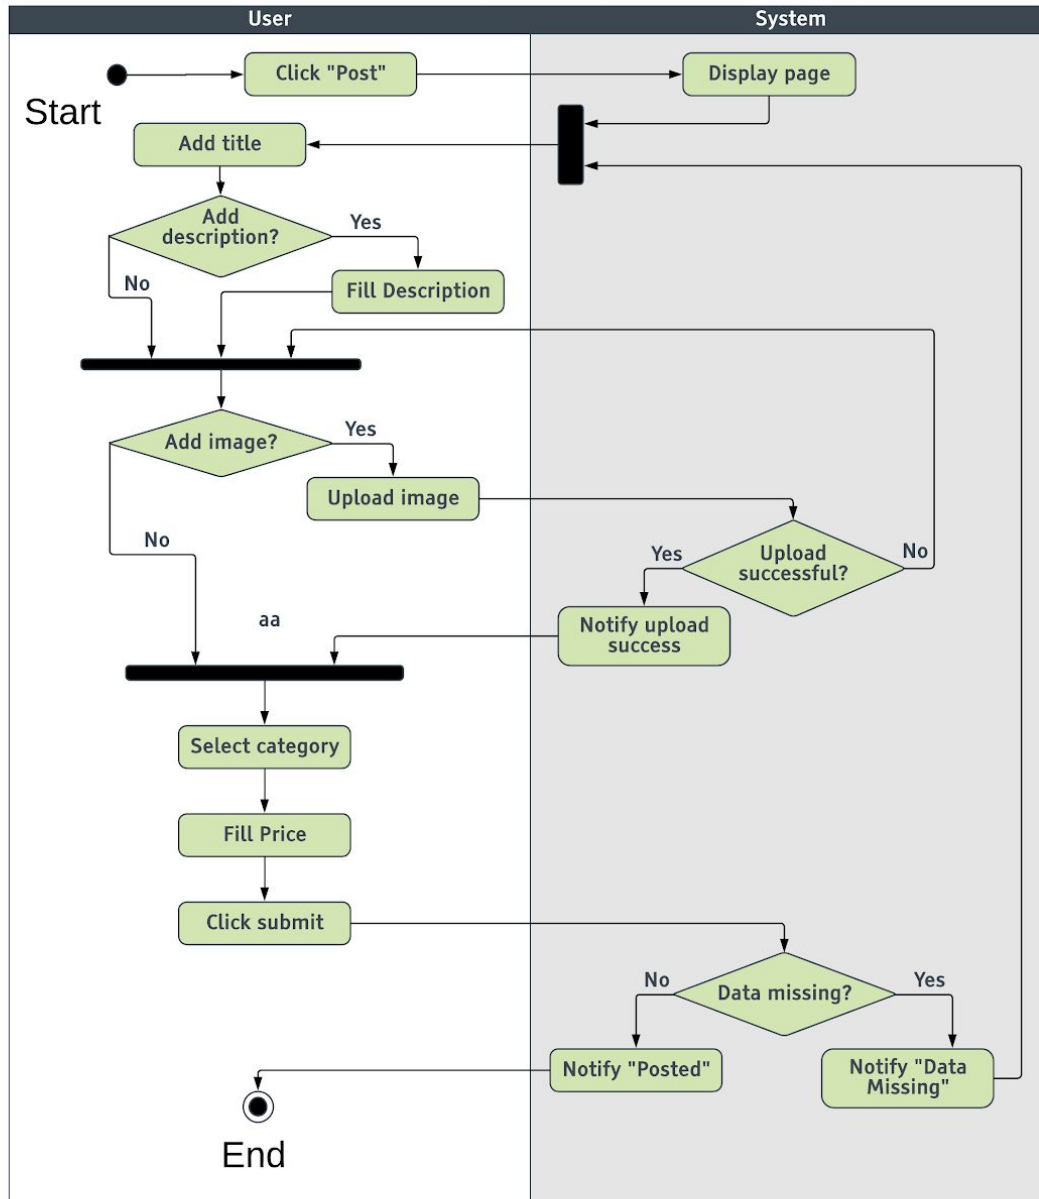 User
System
Click "Post"
Display page
Start
Add title
Add
description?
Yes
No
Fill Description
Add image?
Yes
Upload image
No
Upload
successful?
Yes
No
Notify upload
success
aa
Select category
Fill Price
Click submit
Data missing?
No
Yes
Notify "Posted"
Notify "Data
Missing"
End